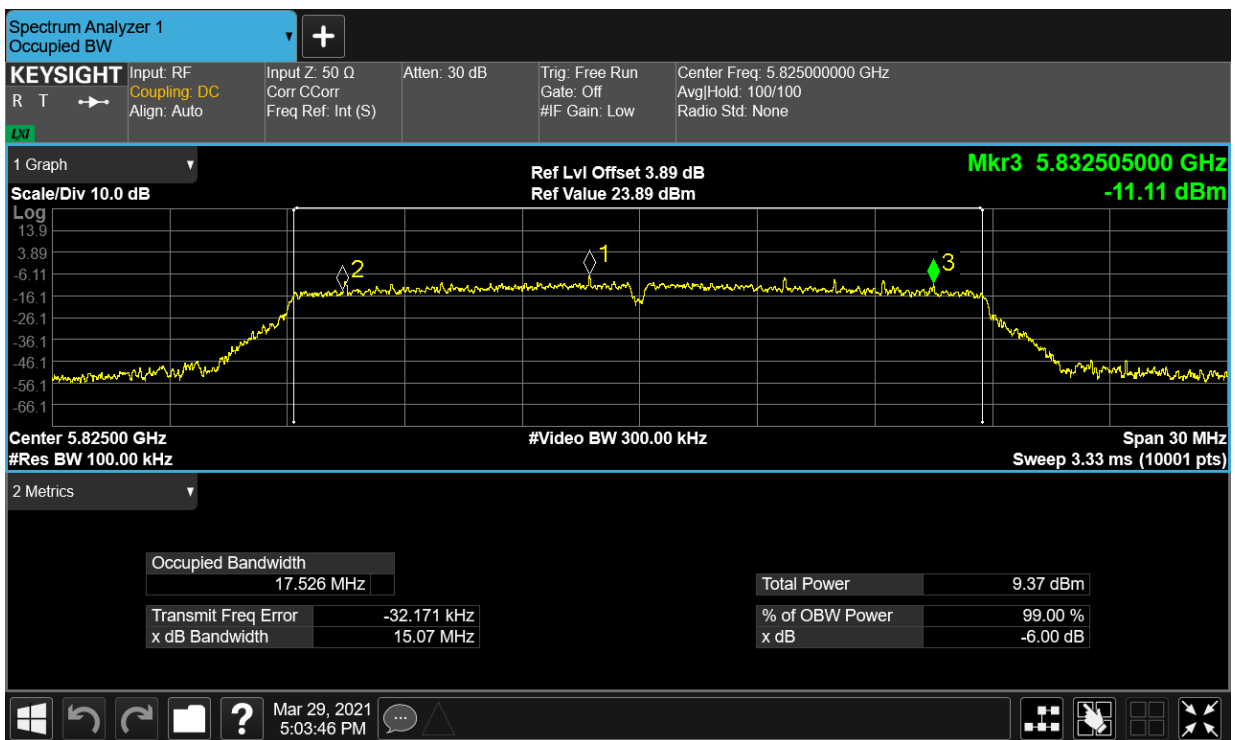 Spectrum Analyzer 1
Occupied BW
▼
+
KEYSIGHT
R T
LXI
Input: RF
Coupling: DC
Align: Auto
Input Z: 50 Ω
Corr CCorr
Freq Ref: Int (S)
Atten: 30 dB
Trig: Free Run
Gate: Off
#IF Gain: Low
Center Freq: 5.825000000 GHz
Avg|Hold: 100/100
Radio Std: None
1 Graph ▼
Scale/Div 10.0 dB
Ref Lvl Offset 3.89 dB
Ref Value 23.89 dBm
Mkr3 5.832505000 GHz
-11.11 dBm
Log
13.9
3.89
-6.11
-16.1
-26.1
-36.1
-46.1
-56.1
-66.1
2
1
3
Center 5.82500 GHz
#Video BW 300.00 kHz
Span 30 MHz
#Res BW 100.00 kHz
Sweep 3.33 ms (10001 pts)
2 Metrics ▼
Occupied Bandwidth
17.526 MHz
Total Power 9.37 dBm
Transmit Freq Error -32.171 kHz
% of OBW Power 99.00 %
x dB Bandwidth 15.07 MHz
x dB -6.00 dB
?
Mar 29, 2021
5:03:46 PM